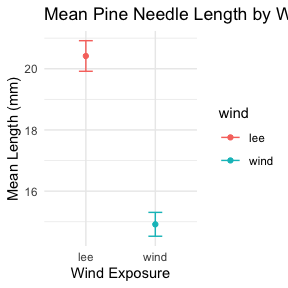 Mean Pine Needle Length by W
Mean Length (mm)
20
18
16
lee
wind
Wind Exposure
wind
lee
wind